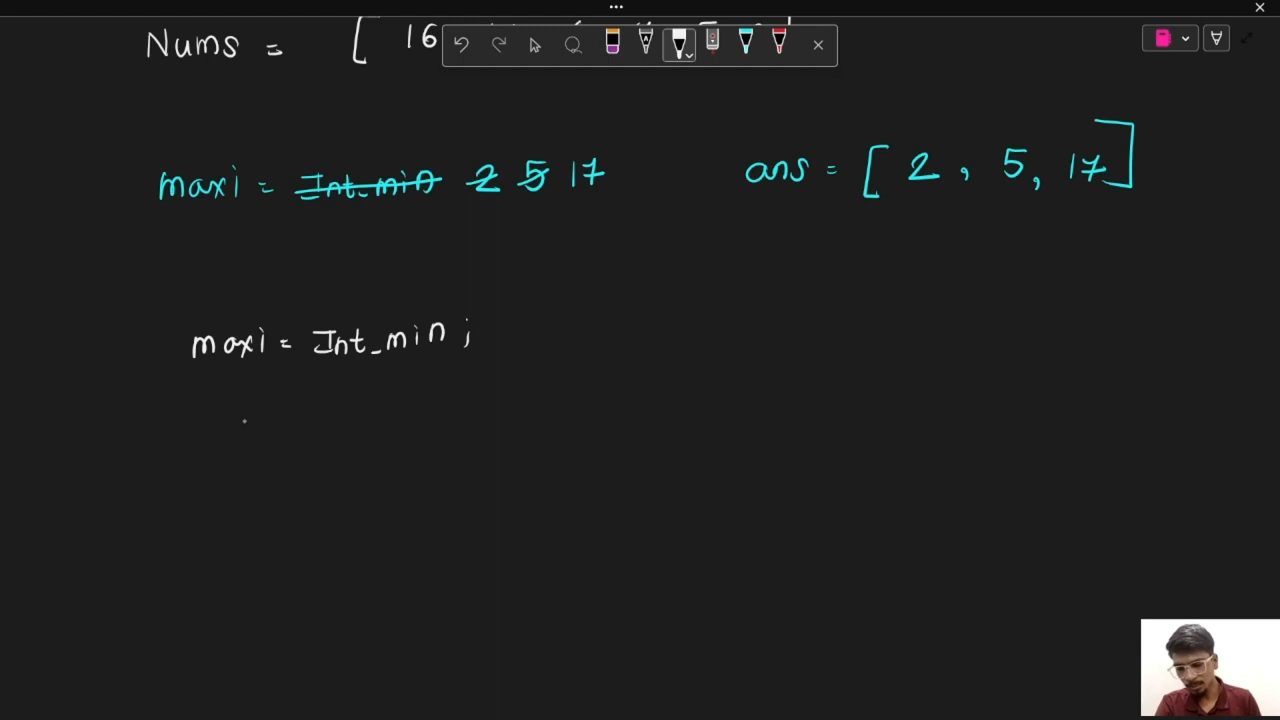 Nums = [ 16
maxi = Int_min 2 5 17
ans = [ 2 , 5, 17 ]
maxi = Int_min ;